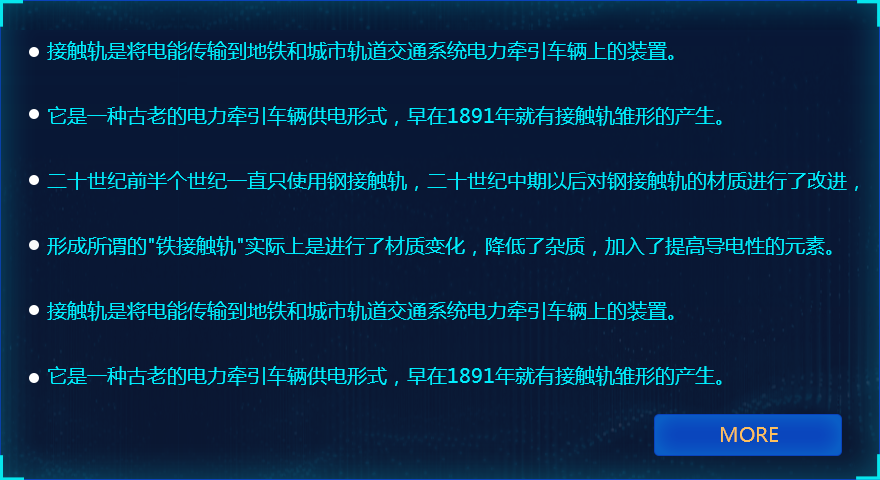 接触轨是将电能传输到地铁和城市轨道交通系统电力牵引车辆上的装置。
它是一种古老的电力牵引车辆供电形式，早在1891年就有接触轨雏形的产生。
二十世纪前半个世纪一直只使用钢接触轨，二十世纪中期以后对钢接触轨的材质进行了改进，
形成所谓的"铁接触轨"实际上是进行了材质变化，降低了杂质，加入了提高导电性的元素。
接触轨是将电能传输到地铁和城市轨道交通系统电力牵引车辆上的装置。
它是一种古老的电力牵引车辆供电形式，早在1891年就有接触轨雏形的产生。
MORE